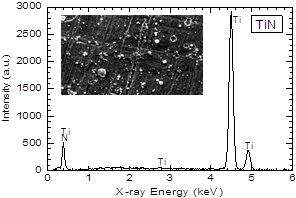 3000
2500
2000
1500
1000
500
0
Intensity (a.u.)
Ti
TiN
Ti
N
Ti
Ti
0 1 2 3 4 5 6
X-ray Energy (keV)